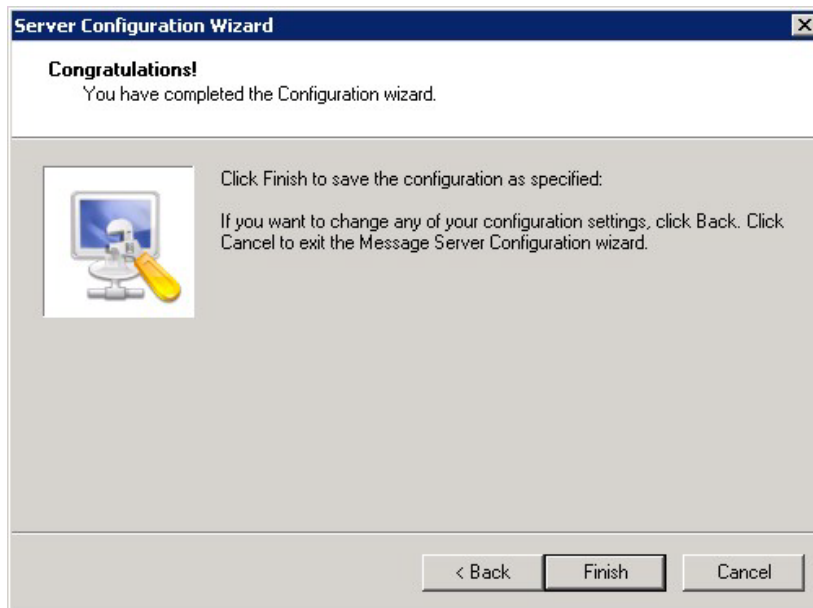 Server Configuration Wizard
Congratulations!
You have completed the Configuration wizard.
Click Finish to save the configuration as specified:
If you want to change any of your configuration settings, click Back. Click
Cancel to exit the Message Server Configuration wizard.
< Back
Finish
Cancel